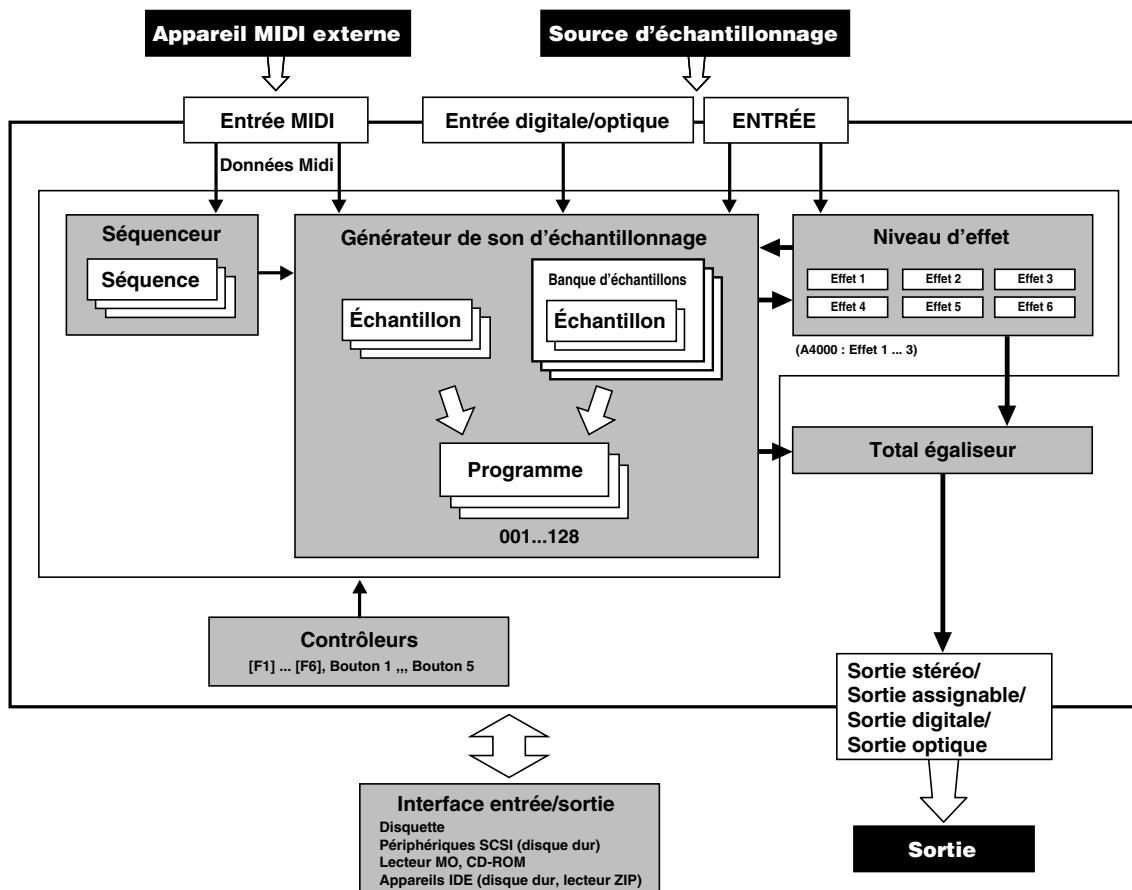 Appareil MIDI externe
Source d'échantillonnage
Entrée MIDI
Entrée digitale/optique
ENTRÉE
Données Midi
Séquenceur
Séquence
Générateur de son d'échantillonnage
Échantillon
Banque d'échantillons
Échantillon
Programme
001...128
Niveau d'effet
Effet 1
Effet 2
Effet 3
Effet 4
Effet 5
Effet 6
(A4000 : Effet 1 ... 3)
Total égaliseur
Contrôleurs
[F1] ... [F6], Bouton 1 ,,, Bouton 5
Sortie stéréo/
Sortie assignable/
Sortie digitale/
Sortie optique
Interface entrée/sortie
Disquette
Périphériques SCSI (disque dur)
Lecteur MO, CD-ROM
Appareils IDE (disque dur, lecteur ZIP)
Sortie